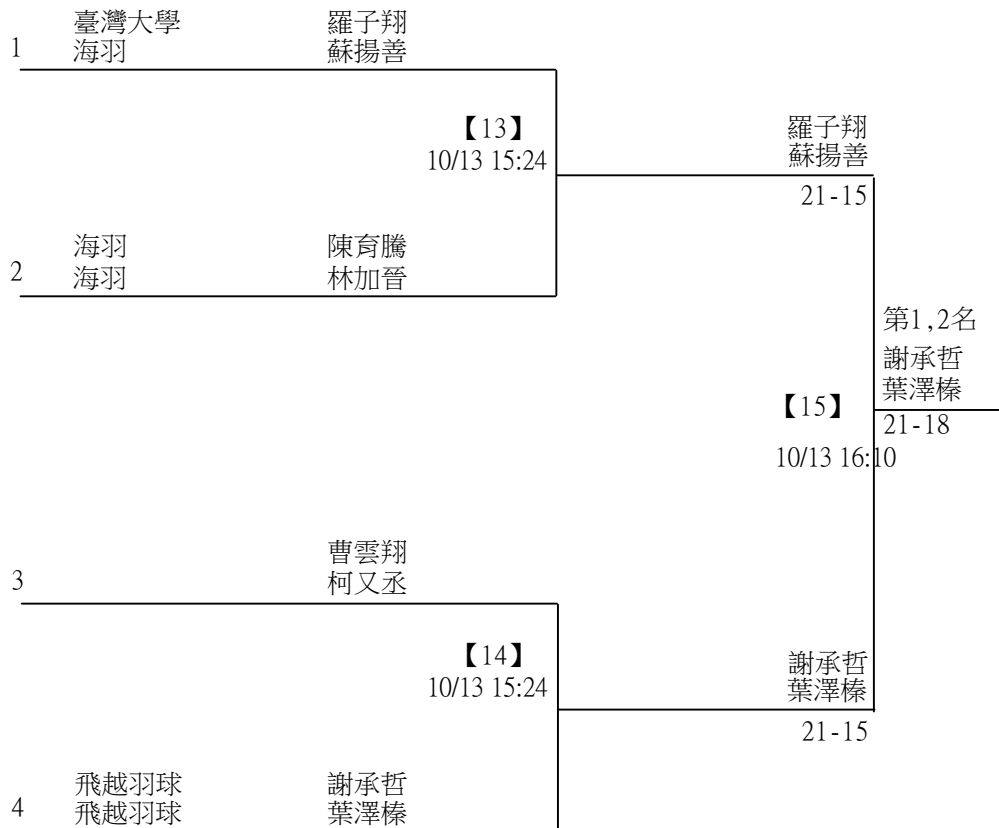 臺灣大學 羅子翔
1 海羽 蘇揚善
【13】
10/13 15:24
羅子翔
蘇揚善
21-15
海羽 陳育騰
2 海羽 林加晉
第1,2名
謝承哲
葉澤榛
【15】
21-18
10/13 16:10
曹雲翔
3 柯又丞
【14】
10/13 15:24
謝承哲
葉澤榛
21-15
飛越羽球 謝承哲
4 飛越羽球 葉澤榛